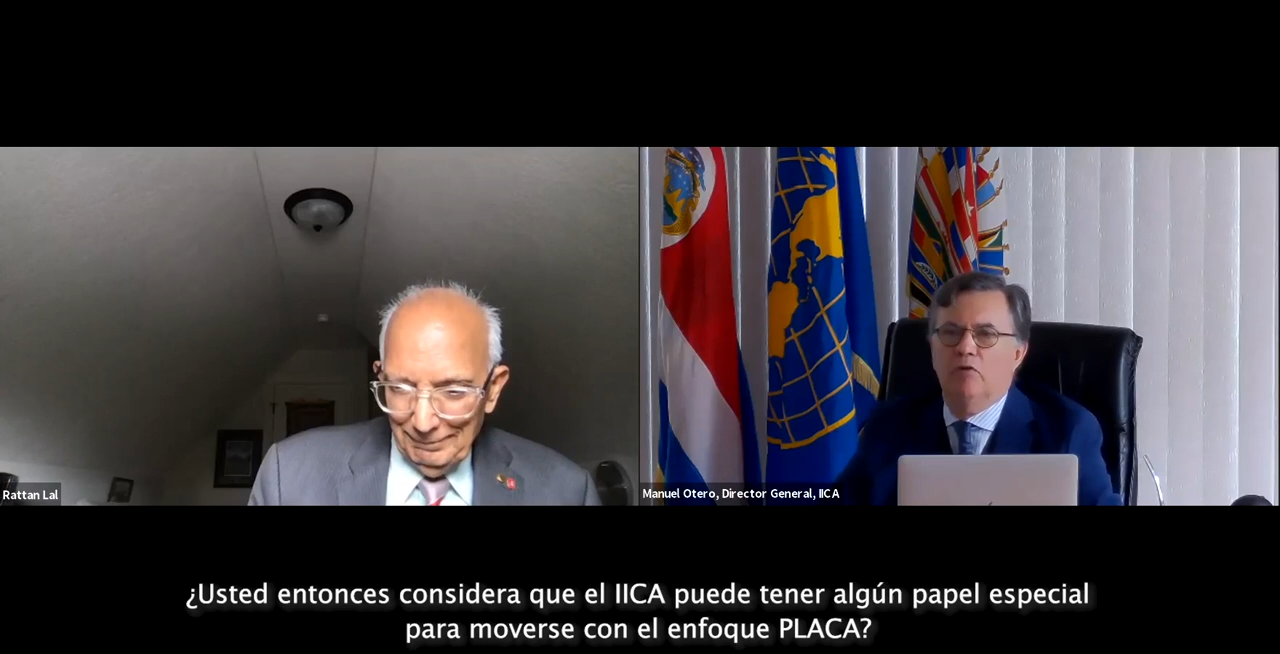 Rattan Lal
Manuel Otero, Director General, IICA
¿Usted entonces considera que el IICA puede tener algún papel especial
para moverse con el enfoque PLACA?